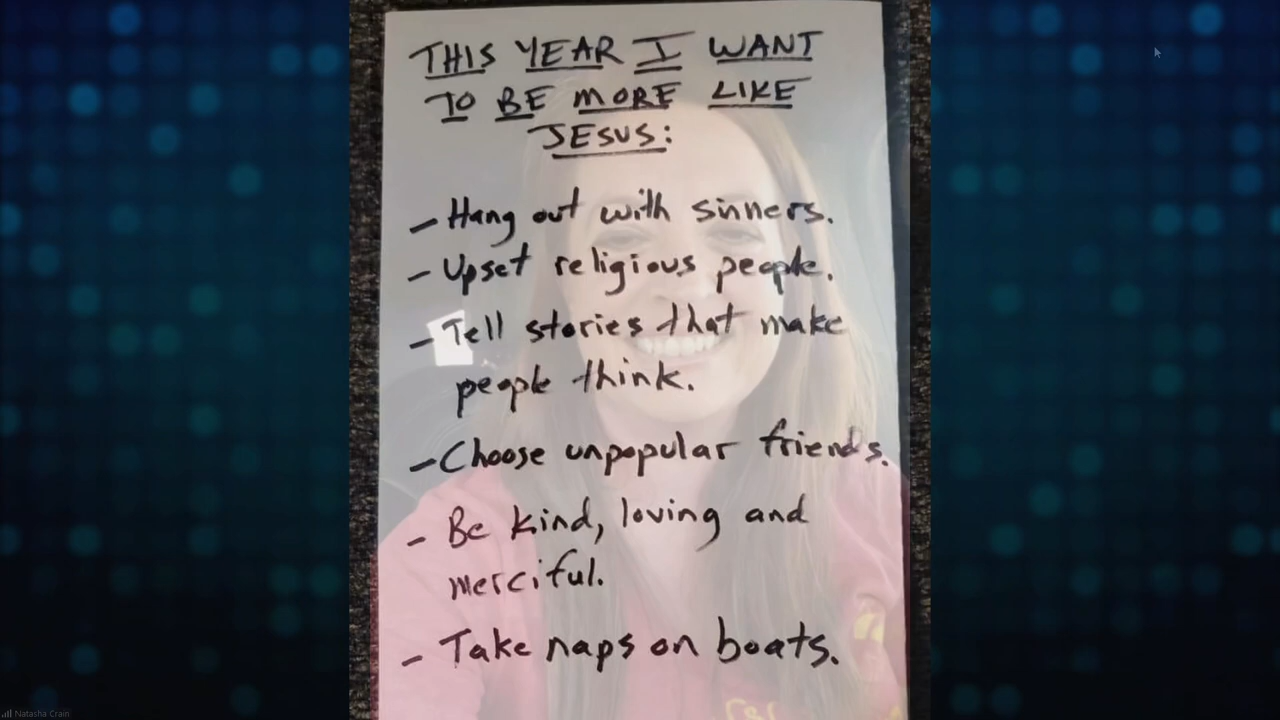 THIS YEAR I WANT
TO BE MORE LIKE
JESUS:
- Hang out with sinners.
- Upset religious people.
- Tell stories that make
people think.
- Choose unpopular friends.
- Be kind, loving and
merciful.
- Take naps on boats.
Natasha Crain